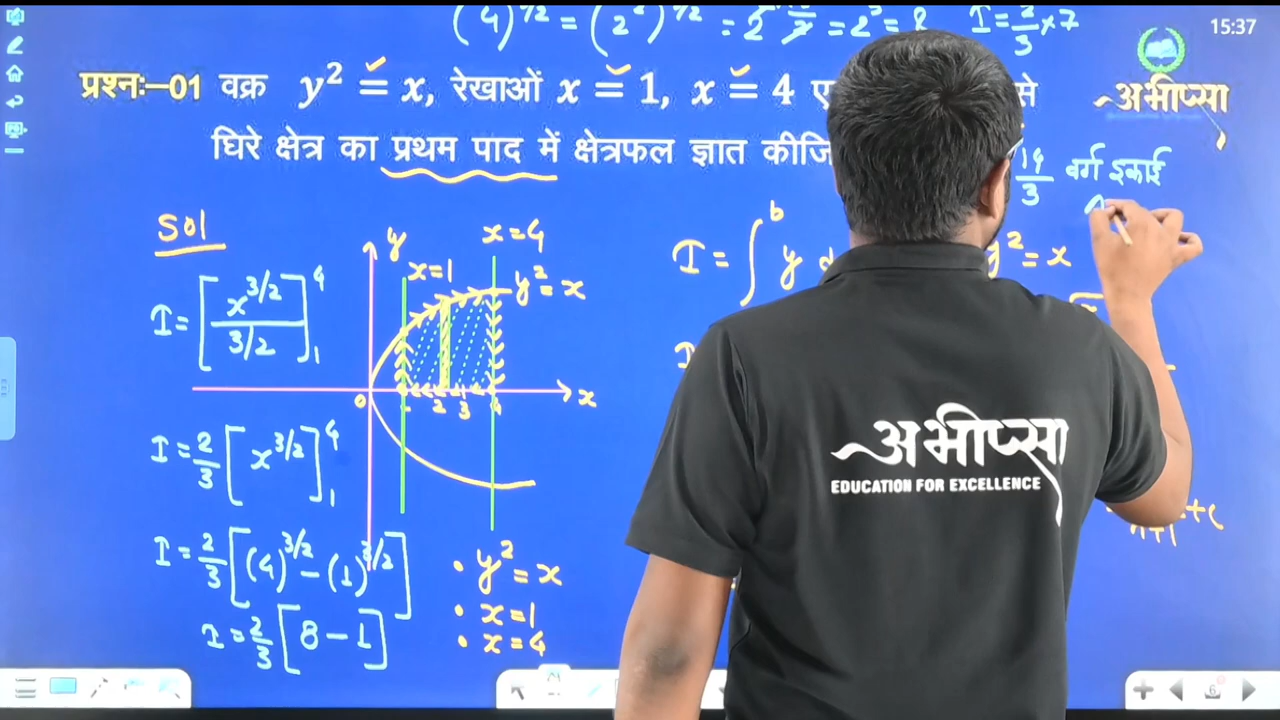 15:37
(4)^{3/2} = (2²)^{3/2} = 2 = 2³ = 8 I = 2/3 × 7
प्रश्न:–01 वक्र y² = x, रेखाओं x = 1, x = 4 से
अभीप्सा
घिरे क्षेत्र का प्रथम पाद में क्षेत्रफल ज्ञात
14/3 वर्ग इकाई
Sol
y x=4
x=1 y²=x
I = ∫ b y y² = x
I = [x^{3/2} / 3/2]₁⁴
0 2 3 4 x
I = 2/3 [x^{3/2}]₁⁴
I = 2/3 [(4)^{3/2} – (1)^{3/2}]
I = 2/3 [8 – 1]
• y² = x
• x = 1
• x = 4
n+1 + c
अभीप्सा
EDUCATION FOR EXCELLENCE
6